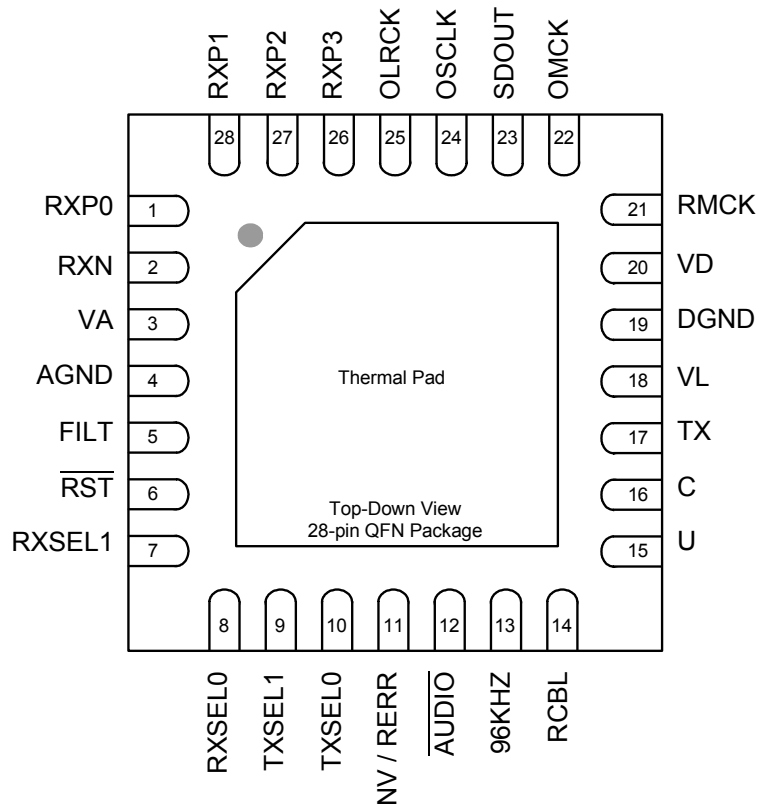 RXP1
RXP2
RXP3
OLRCK
OSCLK
SDOUT
OMCK
28
27
26
25
24
23
22
RXP0
1
RXN
2
VA
3
AGND
4
FILT
5
RST
6
RXSEL1
7
21
RMCK
20
VD
19
DGND
18
VL
17
TX
16
C
15
U
Thermal Pad
Top-Down View
28-pin QFN Package
8
9
10
11
12
13
14
RXSEL0
TXSEL1
TXSEL0
NV / RERR
AUDIO
96KHZ
RCBL